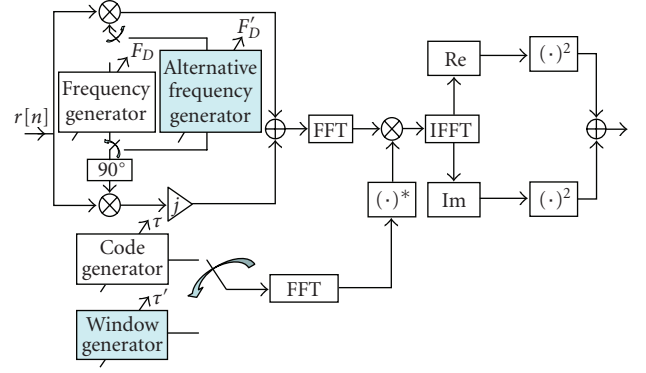 F_D
F′_D
r[n]
Frequency
generator
Alternative
frequency
generator
90°
j
FFT
IFFT
Re
Im
(·)²
(·)²
(·)*
τ
Code
generator
FFT
τ′
Window
generator